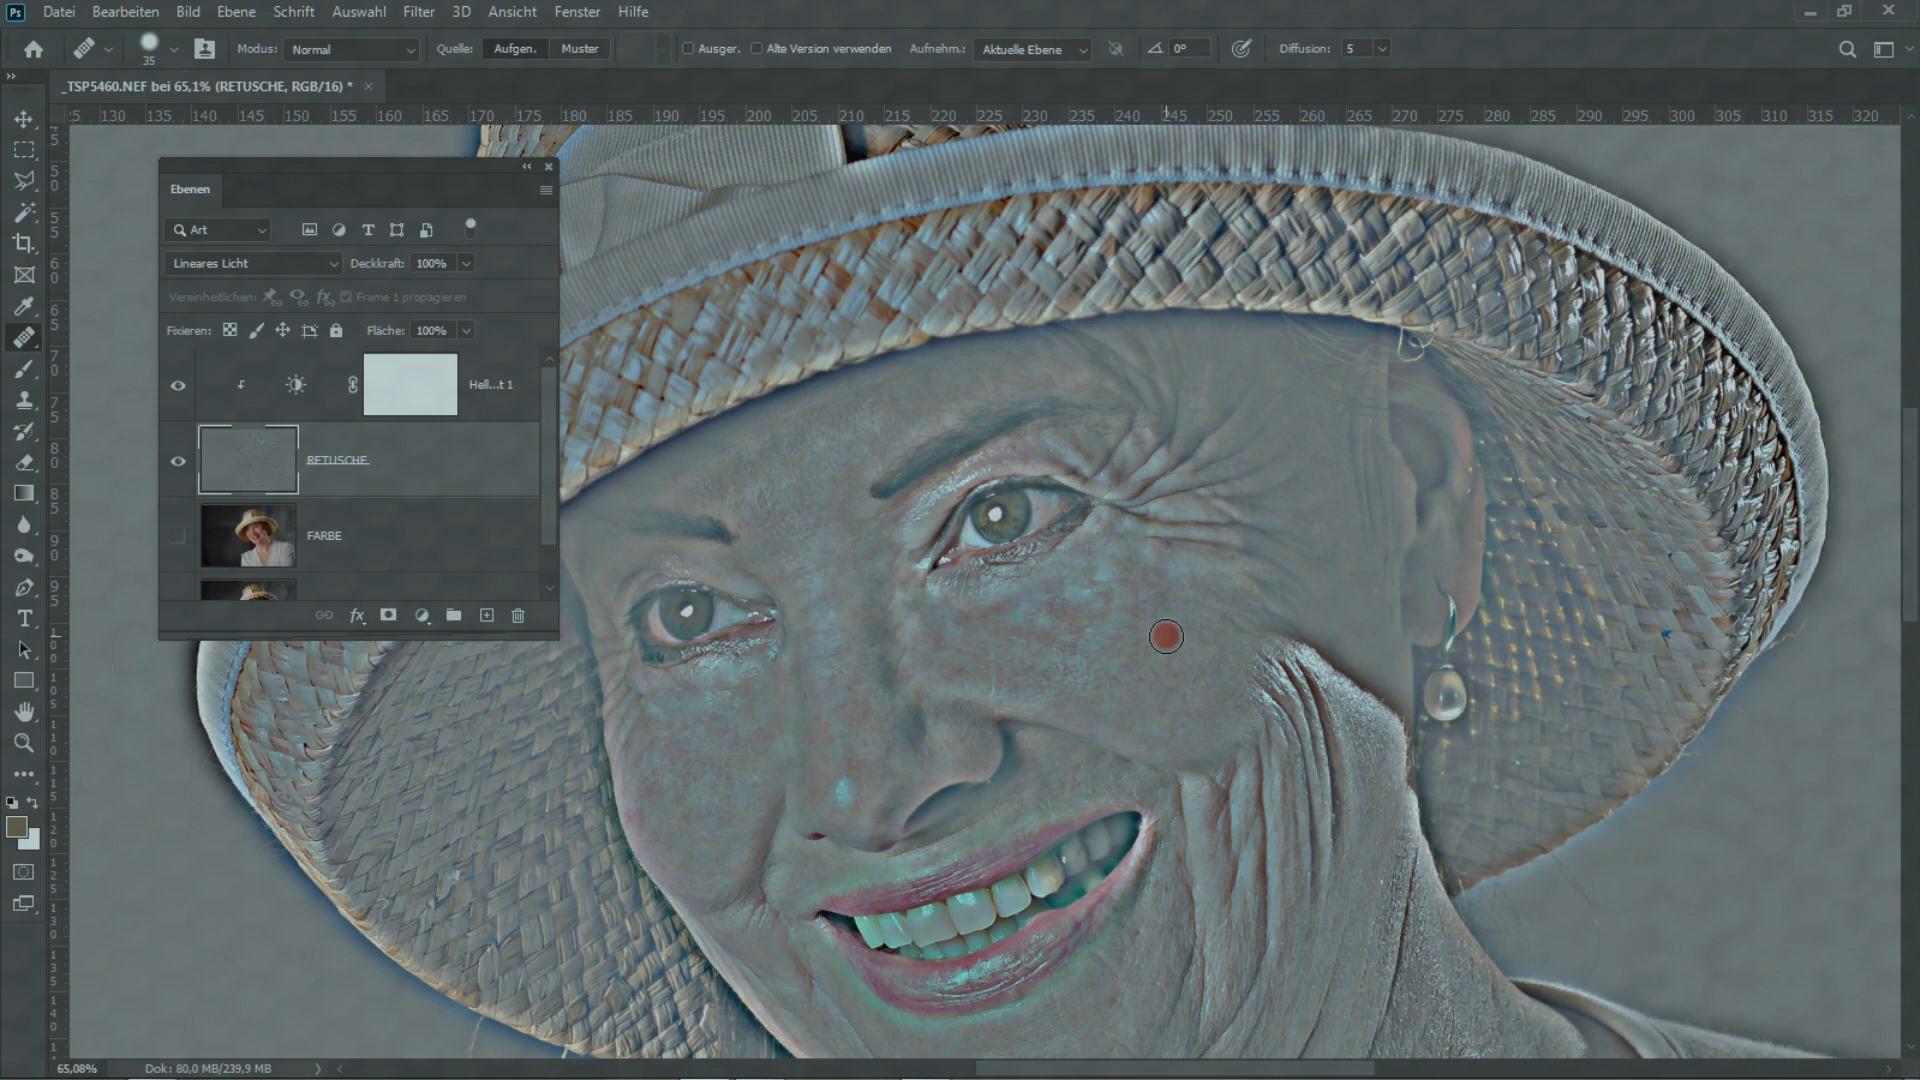 Ps Datei Bearbeiten Bild Ebene Schrift Auswahl Filter 3D Ansicht Fenster Hilfe
35 Modus: Normal Quelle: Aufgen. Muster Ausger. Alte Version verwenden Aufnehm.: Aktuelle Ebene 0° Diffusion: 5
_TSP5460.NEF bei 65,1% (RETUSCHE, RGB/16) *
130 135 140 145 150 155 160 165 170 175 180 185 190 195 200 205 210 215 220 225 230 235 240 245 250 255 260 265 270 275 280 285 290 295 300 305 310 315 320
Ebenen
Art
Lineares Licht Deckkraft: 100%
Vereinheitlichen: Frame 1 propagieren
Fixieren: Fläche: 100%
Hell...t 1
RETUSCHE
FARBE
fx
65,08% Dok: 80,0 MB/239,9 MB